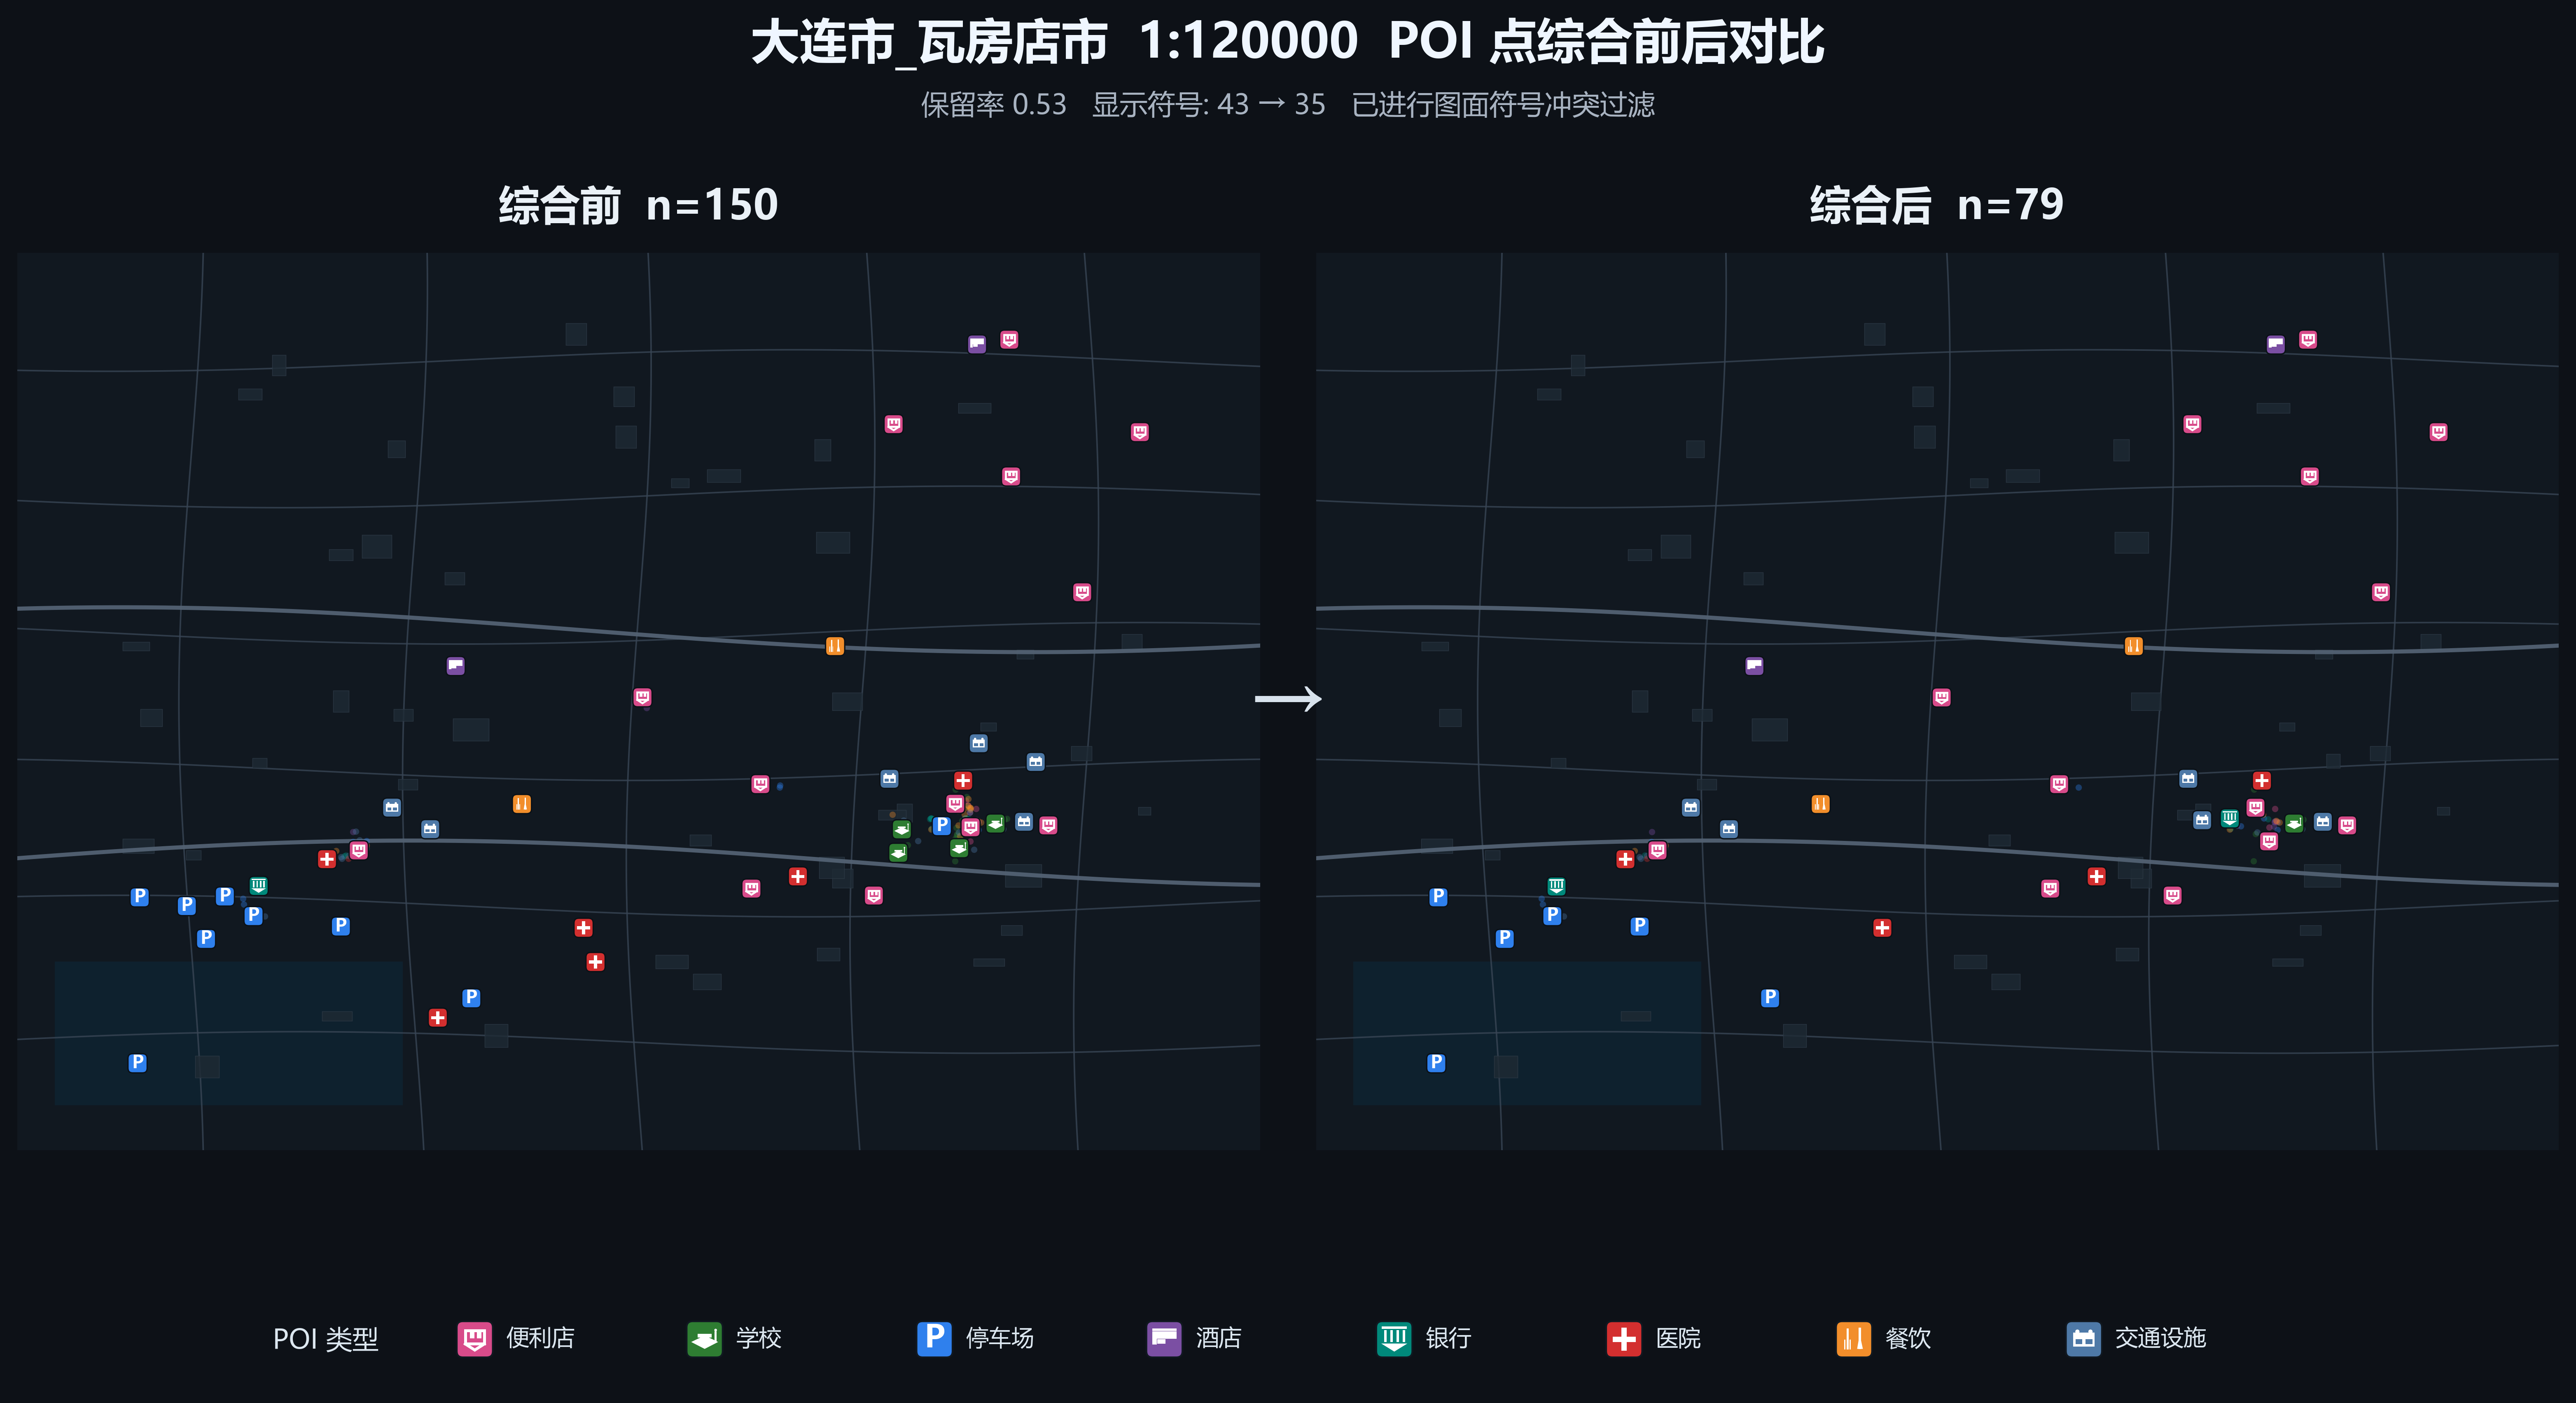 大连市_瓦房店市 1:120000 POI 点综合前后对比
保留率 0.53 显示符号: 43 → 35 已进行图面符号冲突过滤
综合前 n=150
综合后 n=79
POI 类型 便利店 学校 P 停车场 酒店 银行 医院 餐饮 交通设施